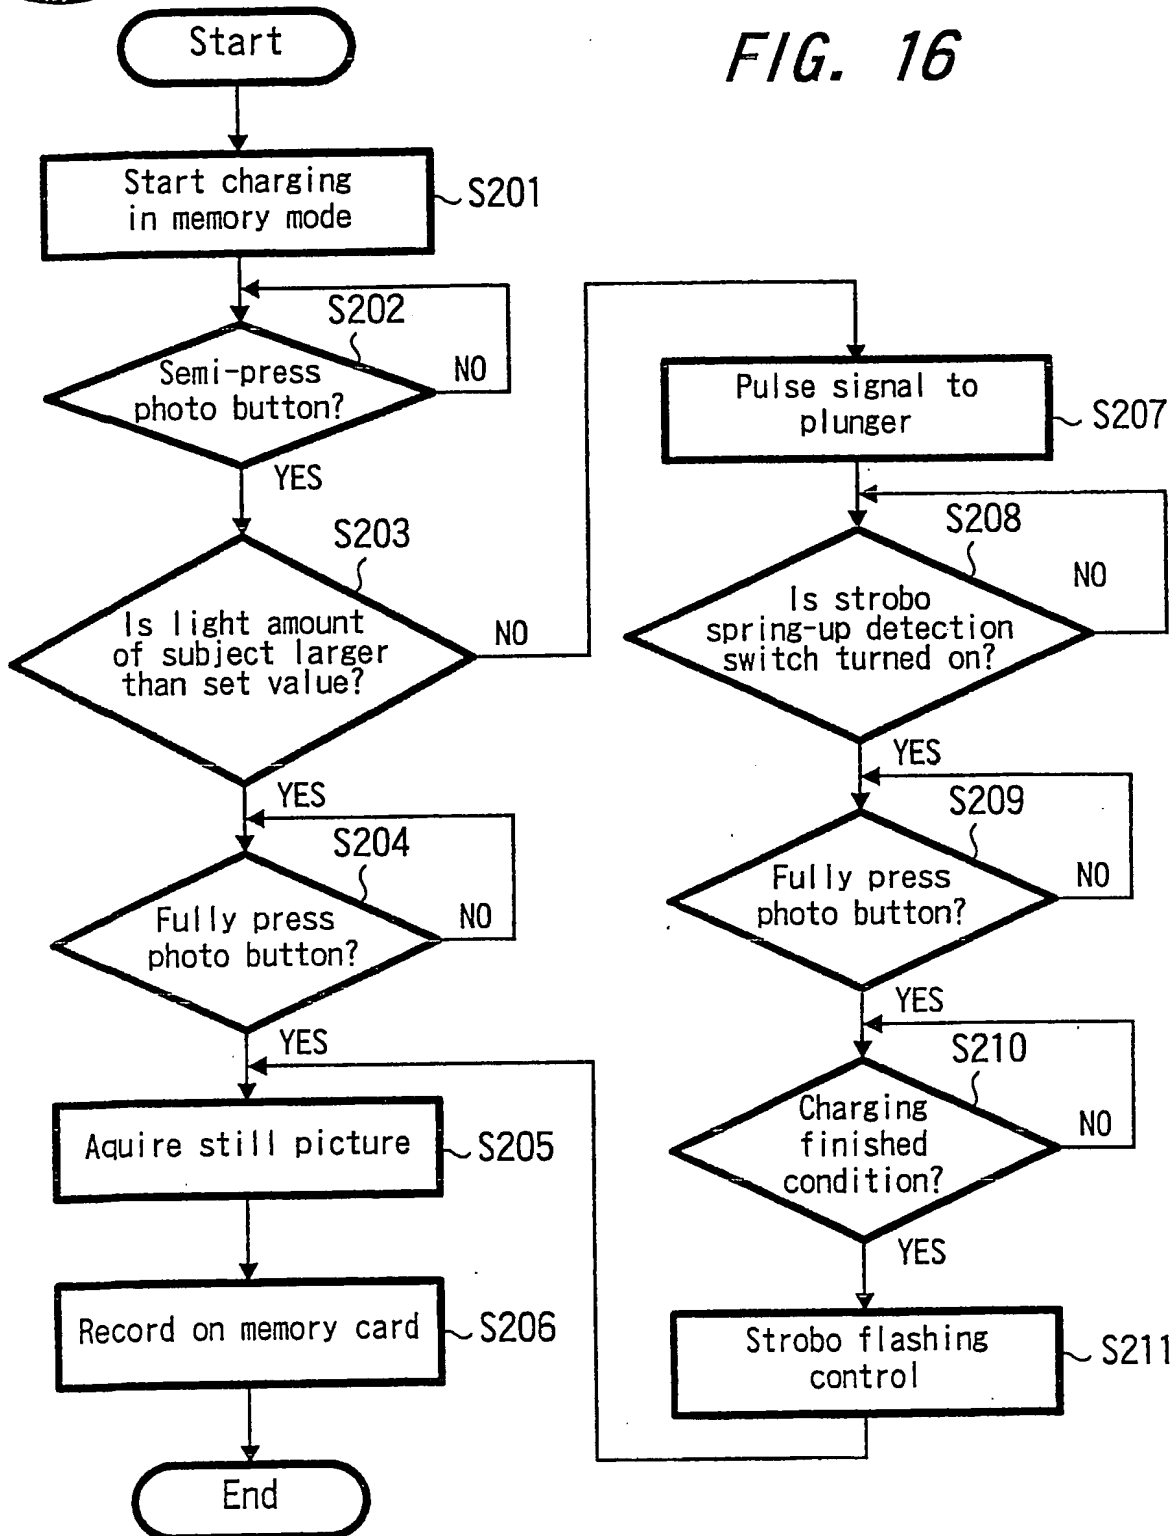 FIG. 16
Start
Start charging
in memory mode
S201
S202
Semi-press
photo button?
NO
YES
S203
Is light amount
of subject larger
than set value?
NO
YES
S204
Fully press
photo button?
NO
YES
Aquire still picture
S205
Record on memory card
S206
End
Pulse signal to
plunger
S207
S208
Is strobo
spring-up detection
switch turned on?
NO
YES
S209
Fully press
photo button?
NO
YES
S210
Charging
finished
condition?
NO
YES
Strobo flashing
control
S211